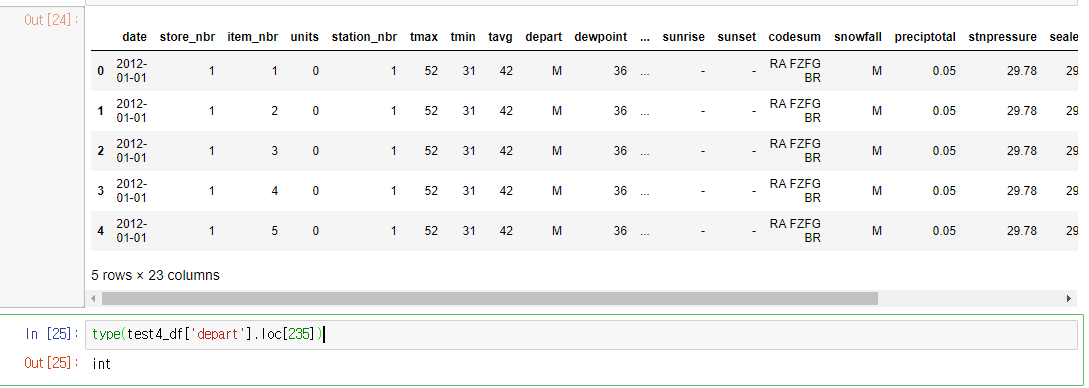 Out [24]:
date store_nbr item_nbr units station_nbr tmax tmin tavg depart dewpoint ... sunrise sunset codesum snowfall preciptotal stnpressure seale
0 2012-01-01 1 1 0 1 52 31 42 M 36 ... - - RA FZFG BR M 0.05 29.78 29
1 2012-01-01 1 2 0 1 52 31 42 M 36 ... - - RA FZFG BR M 0.05 29.78 29
2 2012-01-01 1 3 0 1 52 31 42 M 36 ... - - RA FZFG BR M 0.05 29.78 29
3 2012-01-01 1 4 0 1 52 31 42 M 36 ... - - RA FZFG BR M 0.05 29.78 29
4 2012-01-01 1 5 0 1 52 31 42 M 36 ... - - RA FZFG BR M 0.05 29.78 29
5 rows × 23 columns
In [25]: type(test4_df['depart'].loc[235])
Out [25]: int